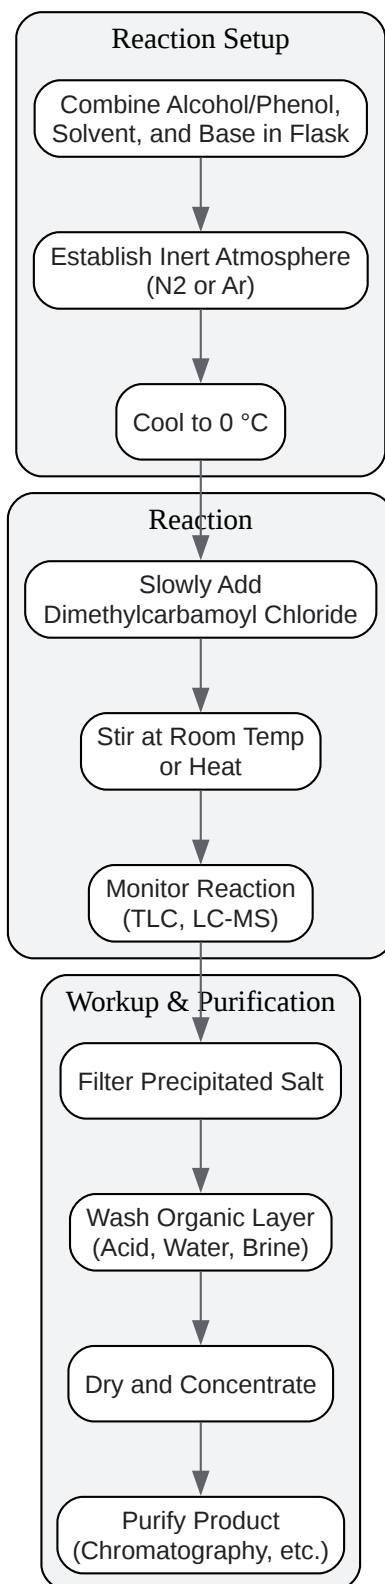 Reaction Setup
Combine Alcohol/Phenol,
Solvent, and Base in Flask
Establish Inert Atmosphere
(N2 or Ar)
Cool to 0 °C
Reaction
Slowly Add
Dimethylcarbamoyl Chloride
Stir at Room Temp
or Heat
Monitor Reaction
(TLC, LC-MS)
Workup & Purification
Filter Precipitated Salt
Wash Organic Layer
(Acid, Water, Brine)
Dry and Concentrate
Purify Product
(Chromatography, etc.)